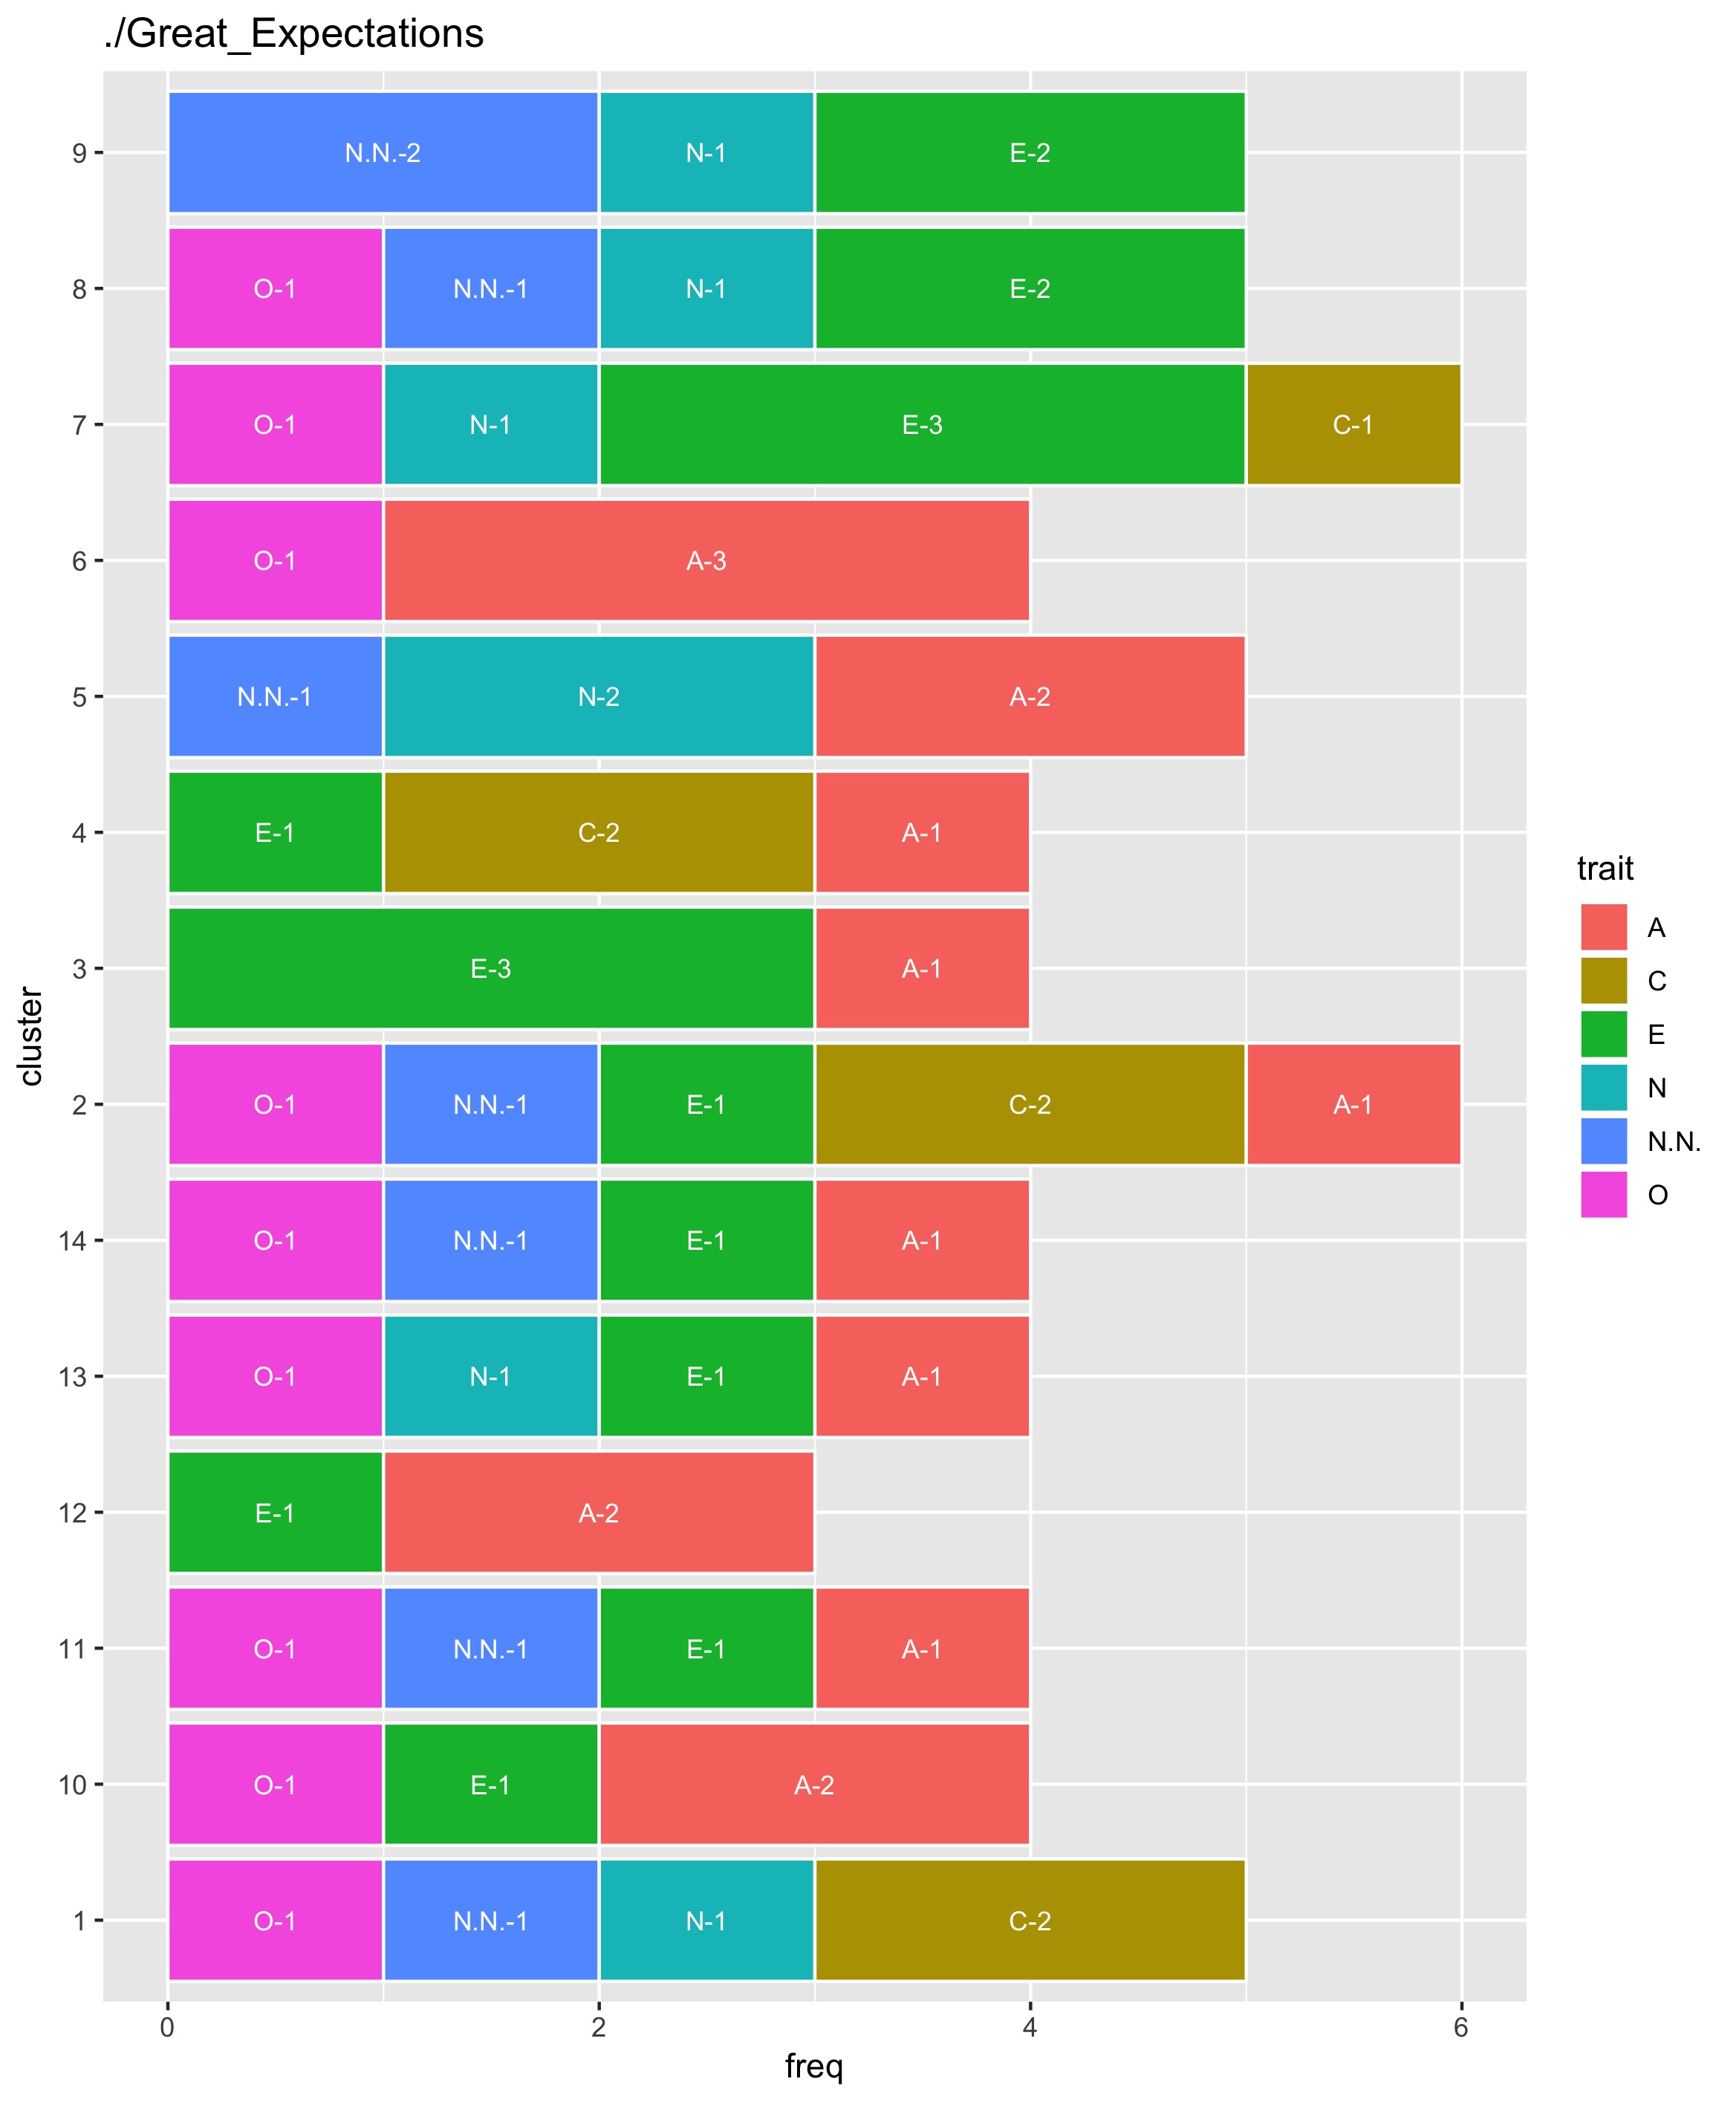 ./Great_Expectations
9 N.N.-2 N-1 E-2
8 O-1 N.N.-1 N-1 E-2
7 O-1 N-1 E-3 C-1
6 O-1 A-3
5 N.N.-1 N-2 A-2
4 E-1 C-2 A-1
3 E-3 A-1
2 O-1 N.N.-1 E-1 C-2 A-1
14 O-1 N.N.-1 E-1 A-1
13 O-1 N-1 E-1 A-1
12 E-1 A-2
11 O-1 N.N.-1 E-1 A-1
10 O-1 E-1 A-2
1 O-1 N.N.-1 N-1 C-2
0 2 4 6
freq
cluster
trait
A
C
E
N
N.N.
O